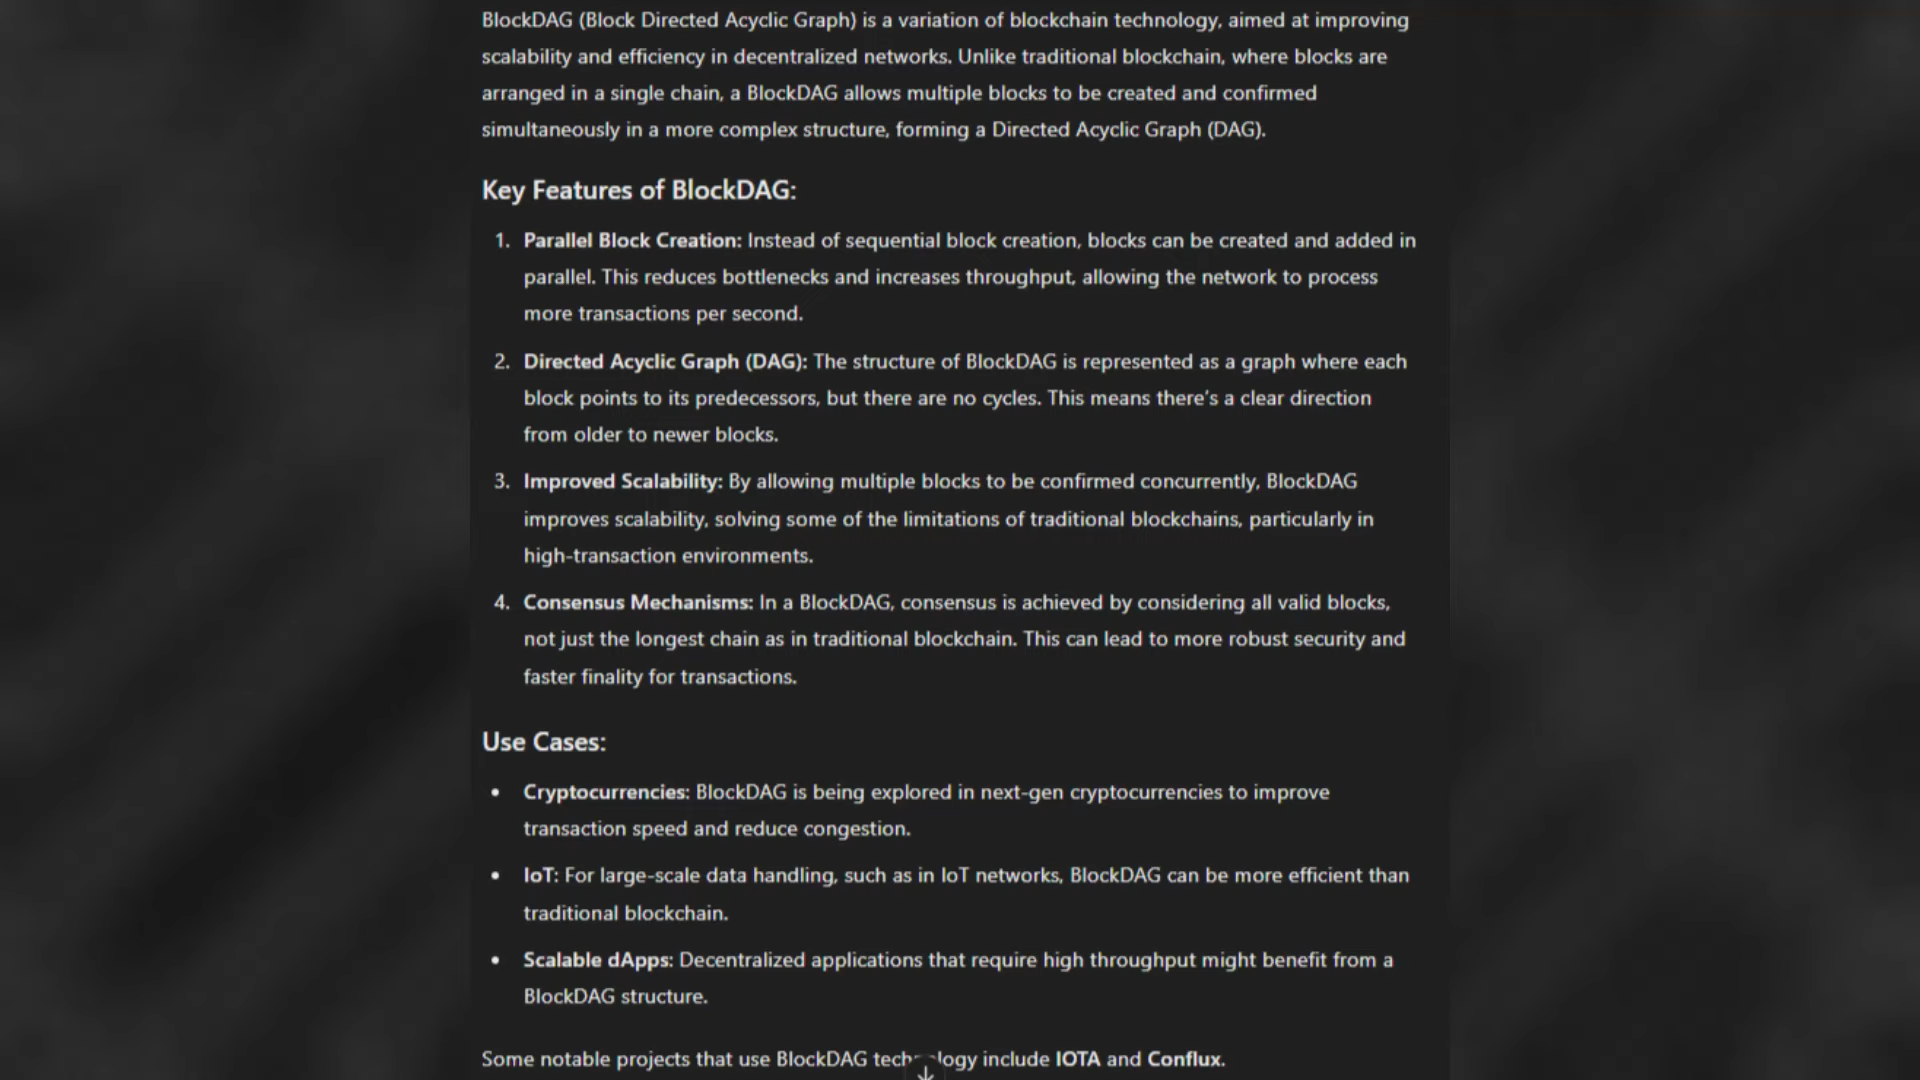 BlockDAG (Block Directed Acyclic Graph) is a variation of blockchain technology, aimed at improving
scalability and efficiency in decentralized networks. Unlike traditional blockchain, where blocks are
arranged in a single chain, a BlockDAG allows multiple blocks to be created and confirmed
simultaneously in a more complex structure, forming a Directed Acyclic Graph (DAG).
Key Features of BlockDAG:
1. Parallel Block Creation: Instead of sequential block creation, blocks can be created and added in
parallel. This reduces bottlenecks and increases throughput, allowing the network to process
more transactions per second.
2. Directed Acyclic Graph (DAG): The structure of BlockDAG is represented as a graph where each
block points to its predecessors, but there are no cycles. This means there's a clear direction
from older to newer blocks.
3. Improved Scalability: By allowing multiple blocks to be confirmed concurrently, BlockDAG
improves scalability, solving some of the limitations of traditional blockchains, particularly in
high-transaction environments.
4. Consensus Mechanisms: In a BlockDAG, consensus is achieved by considering all valid blocks,
not just the longest chain as in traditional blockchain. This can lead to more robust security and
faster finality for transactions.
Use Cases:
• Cryptocurrencies: BlockDAG is being explored in next-gen cryptocurrencies to improve
transaction speed and reduce congestion.
• IoT: For large-scale data handling, such as in IoT networks, BlockDAG can be more efficient than
traditional blockchain.
• Scalable dApps: Decentralized applications that require high throughput might benefit from a
BlockDAG structure.
Some notable projects that use BlockDAG technology include IOTA and Conflux.